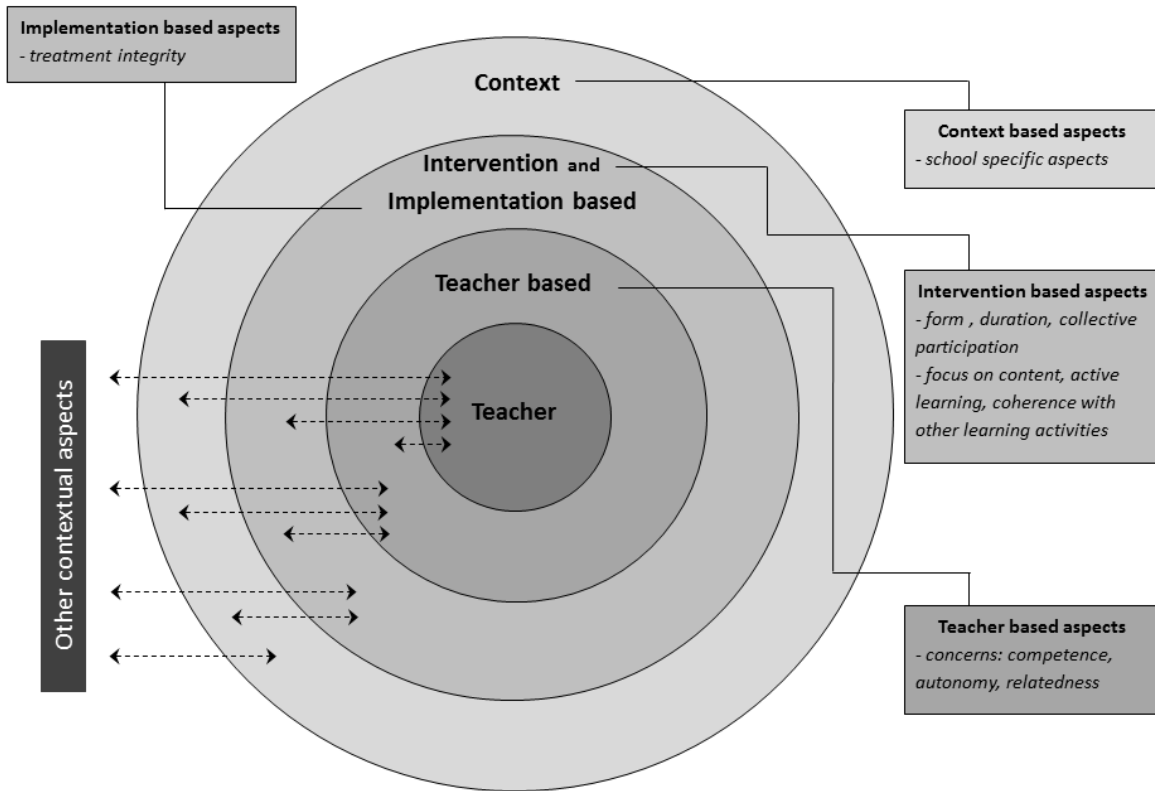 Implementation based aspects
- treatment integrity
Context
Context based aspects
- school specific aspects
Intervention and
Implementation based
Teacher based
Intervention based aspects
- form , duration, collective
participation
- focus on content, active
learning, coherence with
other learning activities
Teacher
Other contextual aspects
Teacher based aspects
- concerns: competence,
autonomy, relatedness